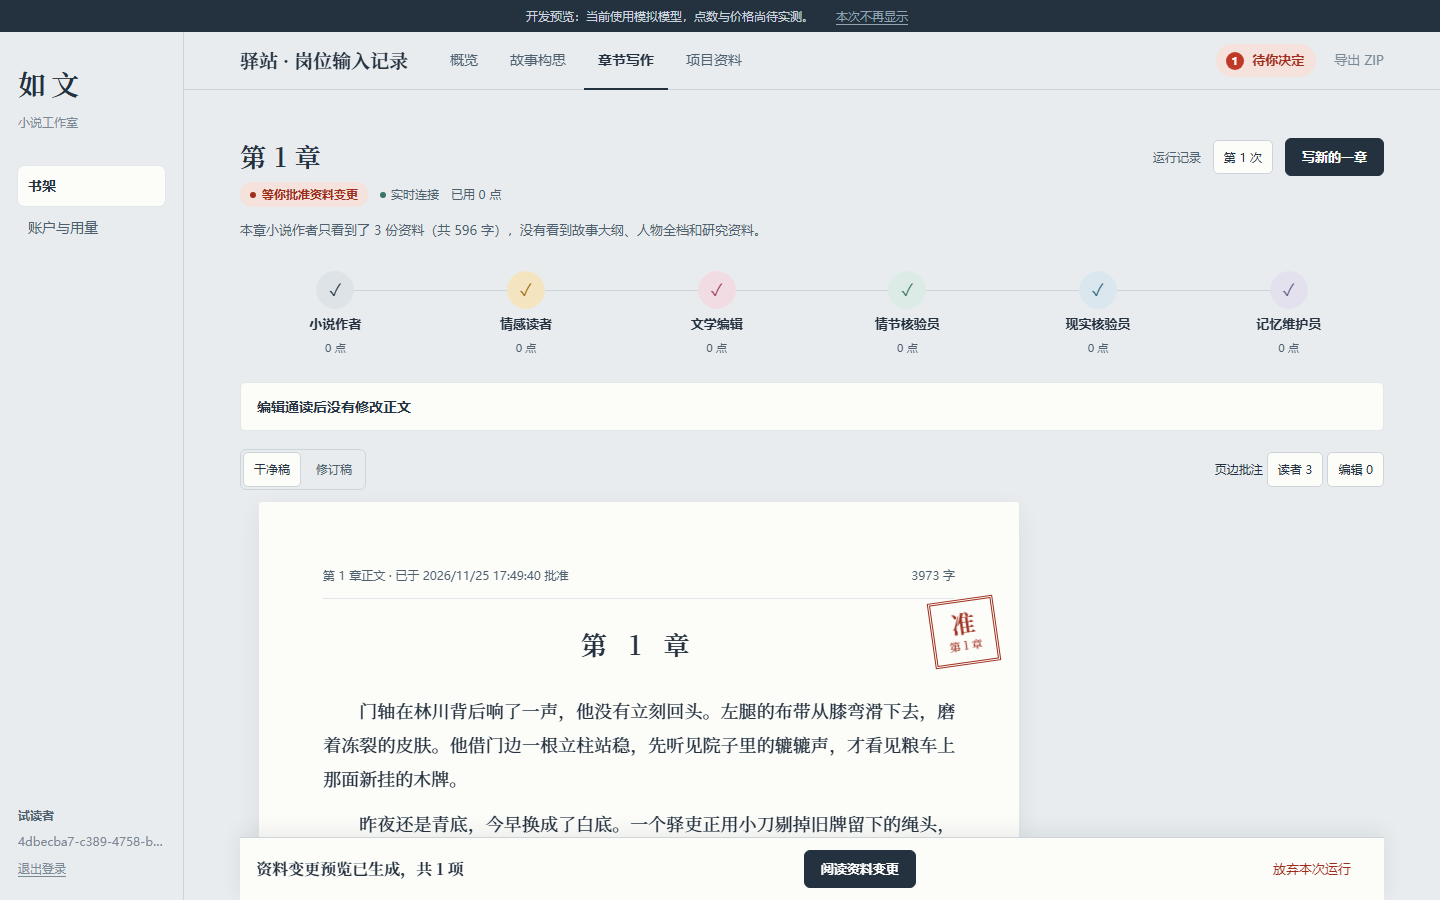 开发预览：当前使用模拟模型，点数与价格尚待实测。 本次不再显示
如文
小说工作室
书架
账户与用量
试读者
4dbecba7-c389-4758-b...
退出登录
驿站 · 岗位输入记录 概览 故事构思 章节写作 项目资料 1 待你决定 导出 ZIP
第 1 章 运行记录 第 1 次 写新的一章
等你批准资料变更 实时连接 已用 0 点
本章小说作者只看到了 3 份资料（共 596 字），没有看到故事大纲、人物全档和研究资料。
小说作者 情感读者 文学编辑 情节核验员 现实核验员 记忆维护员
0 点 0 点 0 点 0 点 0 点 0 点
编辑通读后没有修改正文
干净稿 修订稿 页边批注 读者 3 编辑 0
第 1 章正文 · 已于 2026/11/25 17:49:40 批准 3973 字
准
第 1 章
第 1 章
门轴在林川背后响了一声，他没有立刻回头。左腿的布带从膝弯滑下去，磨
着冻裂的皮肤。他借门边一根立柱站稳，先听见院子里的辘辘声，才看见粮车上
那面新挂的木牌。
昨夜还是青底，今早换成了白底。一个驿吏正用小刀剔掉旧牌留下的绳头，
资料变更预览已生成，共 1 项 阅读资料变更 放弃本次运行